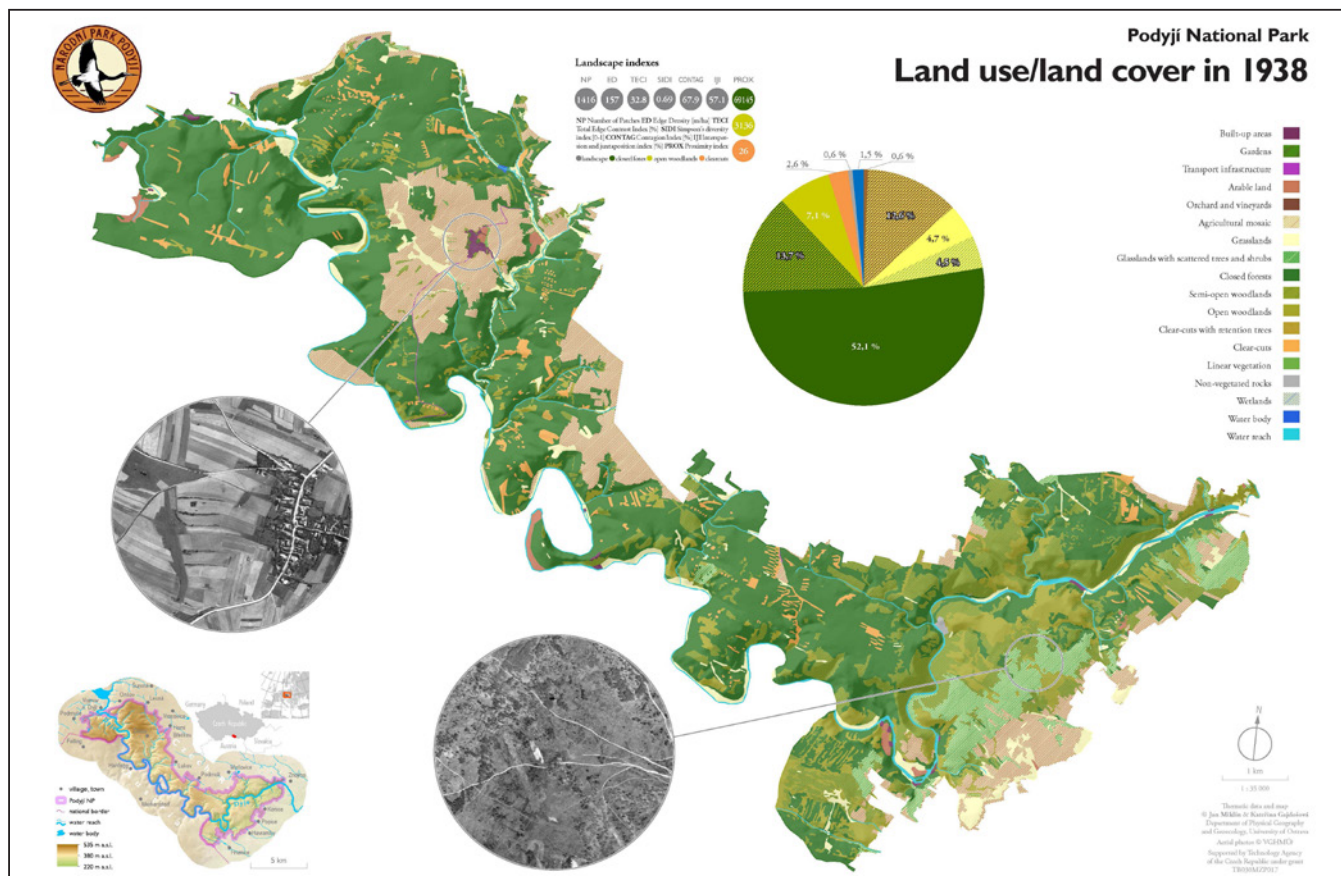 NÁRODNÍ PARK PODYJÍ
Podyjí National Park
Land use/land cover in 1938
Landscape indexes
NP ED TECI SIDI CONTAG IJI PROX
1416 157 32.8 0.69 67.9 57.1 69145
3136
26
NP Number of Patches ED Edge Density [m/ha] TECI
Total Edge Contrast Index [%] SIDI Simpson's diversity
index [0-1] CONTAG Contagion Index [%] IJI Interspersion
and juxtaposition index [%] PROX Proximity index
landscape closed forest open woodlands clearcuts
2,6 %
0,6 %
1,5 %
0,6 %
7,1 %
13,6 %
4,7 %
4,5 %
13,7 %
52,1 %
Built-up areas
Gardens
Transport infrastructure
Arable land
Orchard and vineyards
Agricultural mosaic
Grasslands
Glasslands with scattered trees and shrubs
Closed forests
Semi-open woodlands
Open woodlands
Clear-cuts with retention trees
Clear-cuts
Linear vegetation
Non-vegetated rocks
Wetlands
Water body
Water reach
Germany
Poland
Czech Republic
Austria
Slovakia
Lukov
village, town
Podyjí NP
national border
water reach
water body
535 m a.s.l.
380 m a.s.l.
220 m a.s.l.
5 km
N
1 km
1 : 35 000
Thematic data and map
© Jan Miklín &
Department of Physical Geography
and Geoecology, University of Ostrava
Aerial photos ©
Supported by Technology Agency
of the Czech Republic under grant